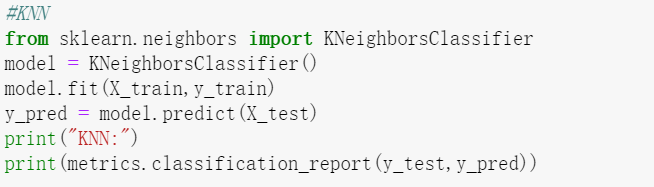 #KNN
from sklearn.neighbors import KNeighborsClassifier
model = KNeighborsClassifier()
model.fit(X_train,y_train)
y_pred = model.predict(X_test)
print("KNN:")
print(metrics.classification_report(y_test,y_pred))